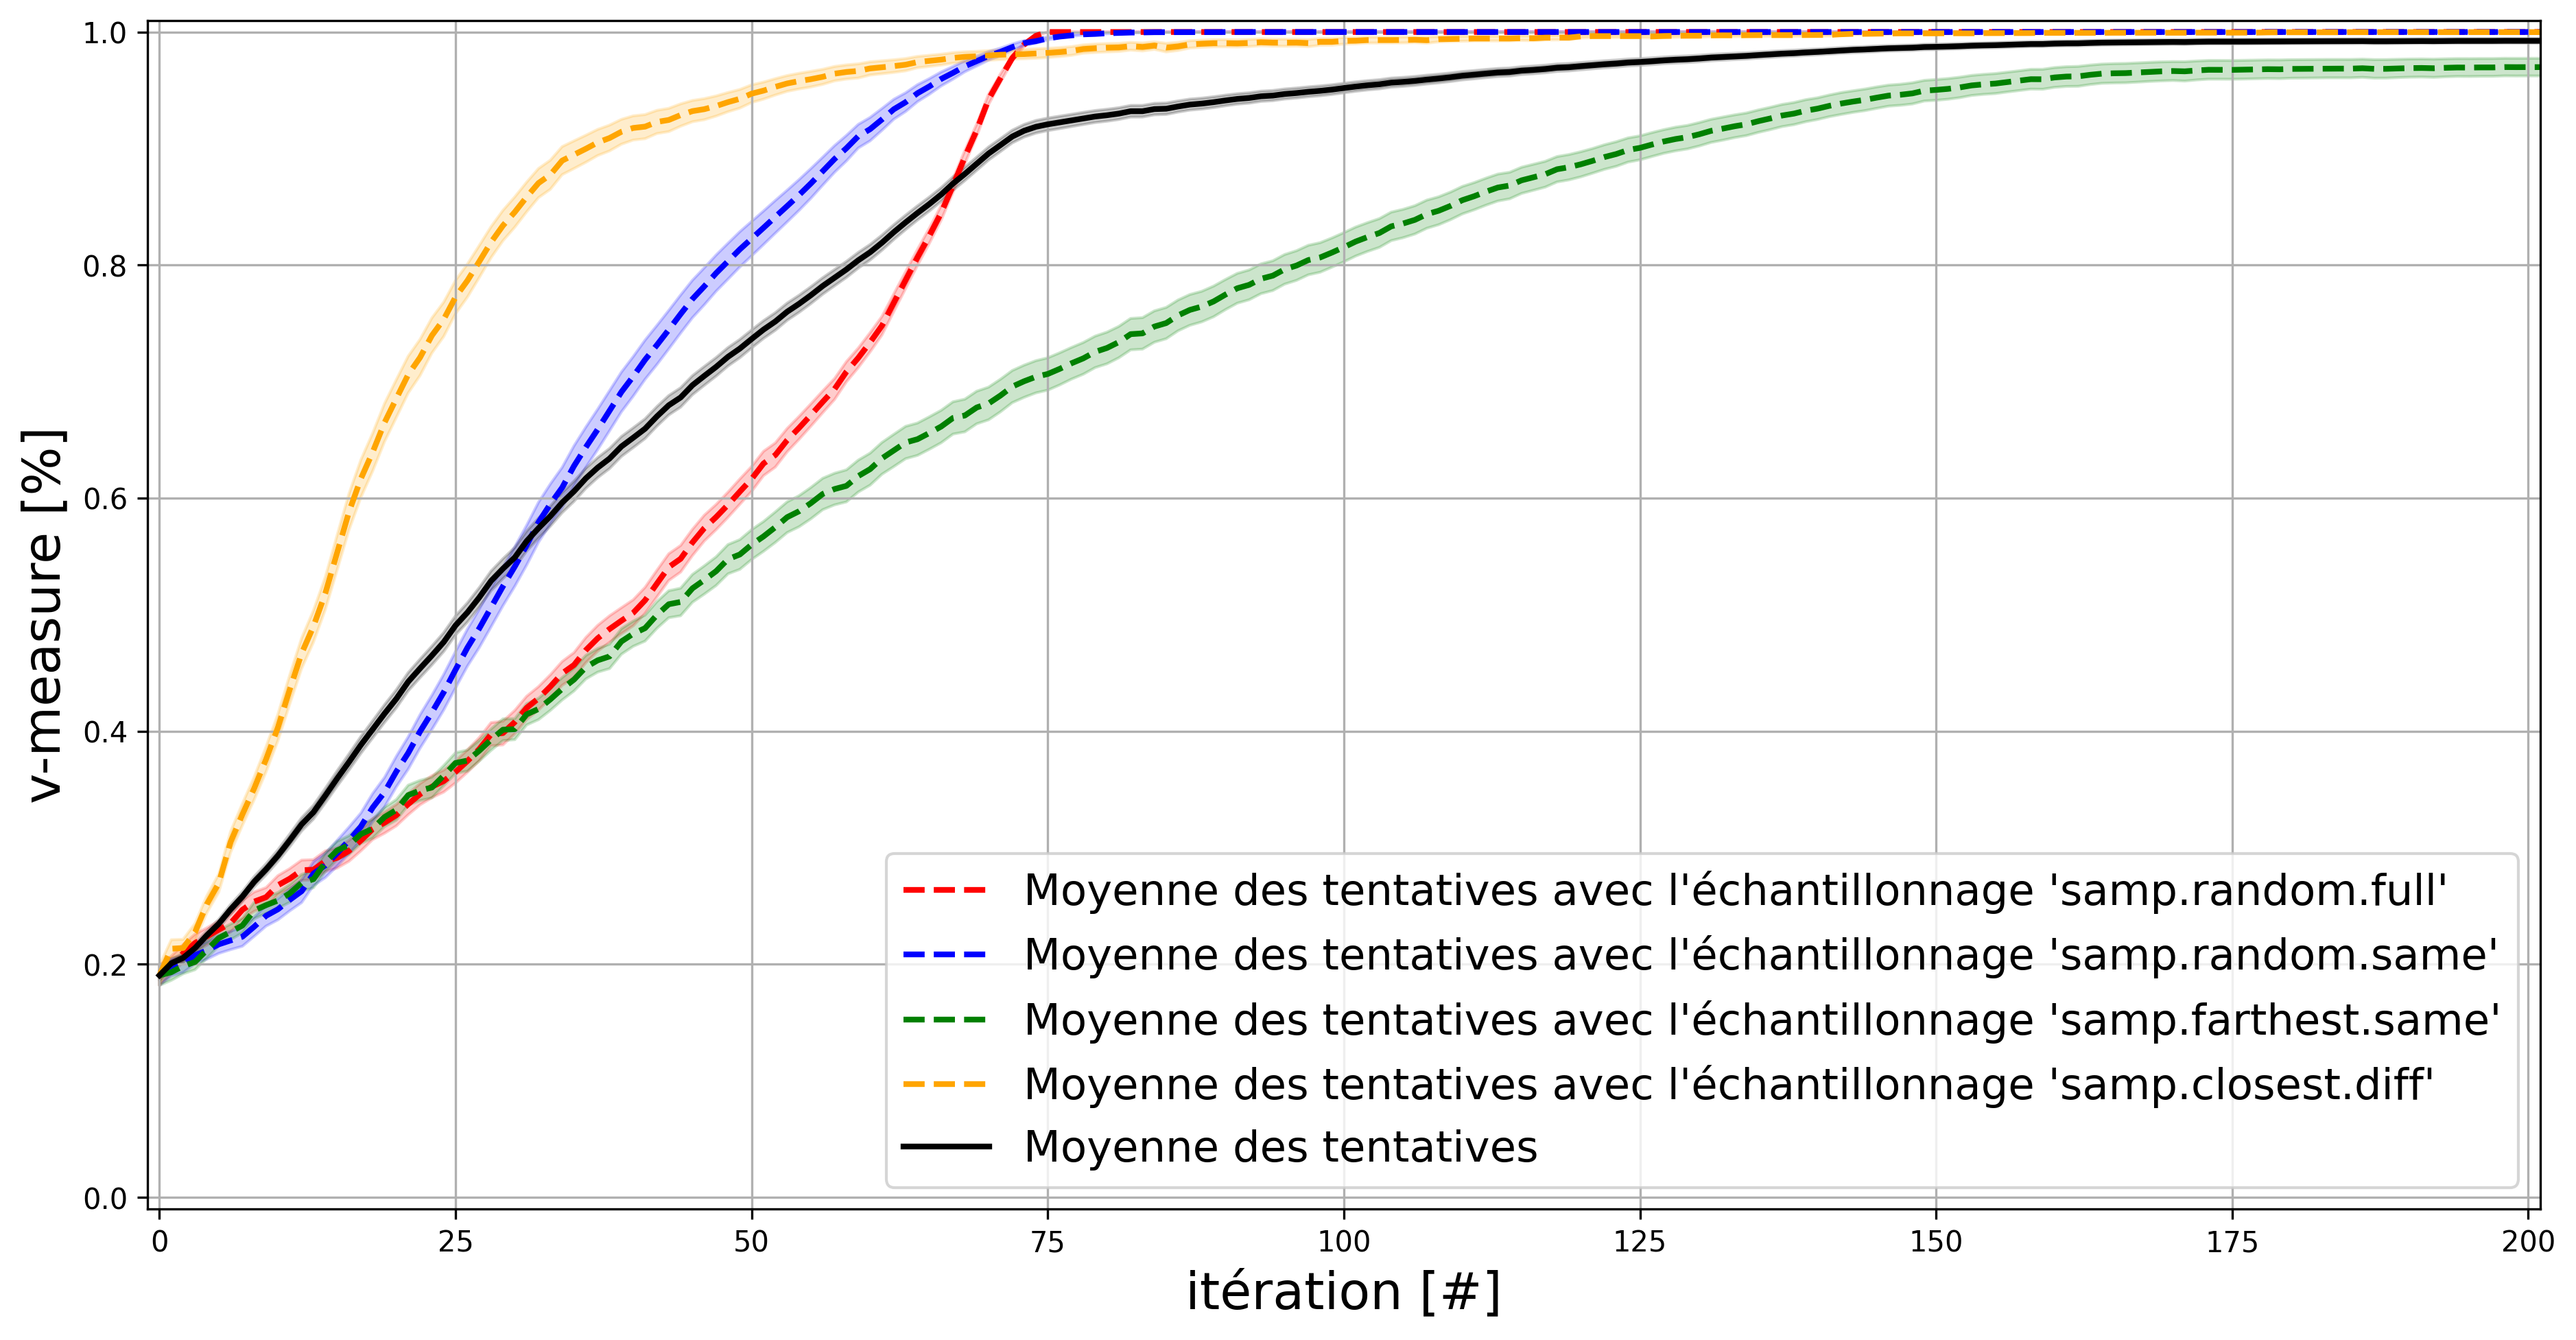 1.0
0.8
0.6
0.4
0.2
0.0
v-measure [%]
Moyenne des tentatives avec l'échantillonnage 'samp.random.full'
Moyenne des tentatives avec l'échantillonnage 'samp.random.same'
Moyenne des tentatives avec l'échantillonnage 'samp.farthest.same'
Moyenne des tentatives avec l'échantillonnage 'samp.closest.diff'
Moyenne des tentatives
0 25 50 75 100 125 150 175 200
itération [#]